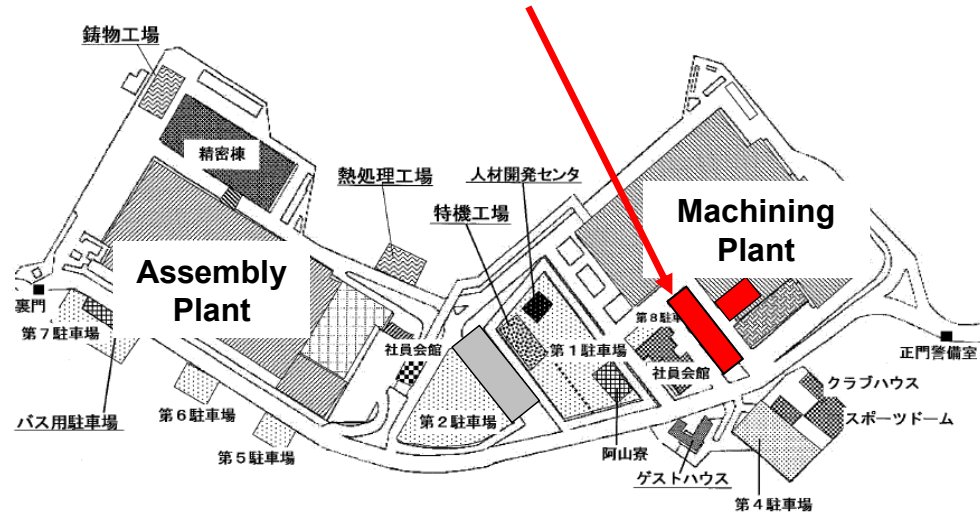 鋳物工場
精密棟
熱処理工場
人材開発センタ
特機工場
Machining
Plant
Assembly
Plant
裏門
第7駐車場
第8駐車
社員会館
第1駐車場
社員会館
正門警備室
クラブハウス
スポーツドーム
バス用駐車場
第6駐車場
第2駐車場
第5駐車場
阿山寮
ゲストハウス
第4駐車場